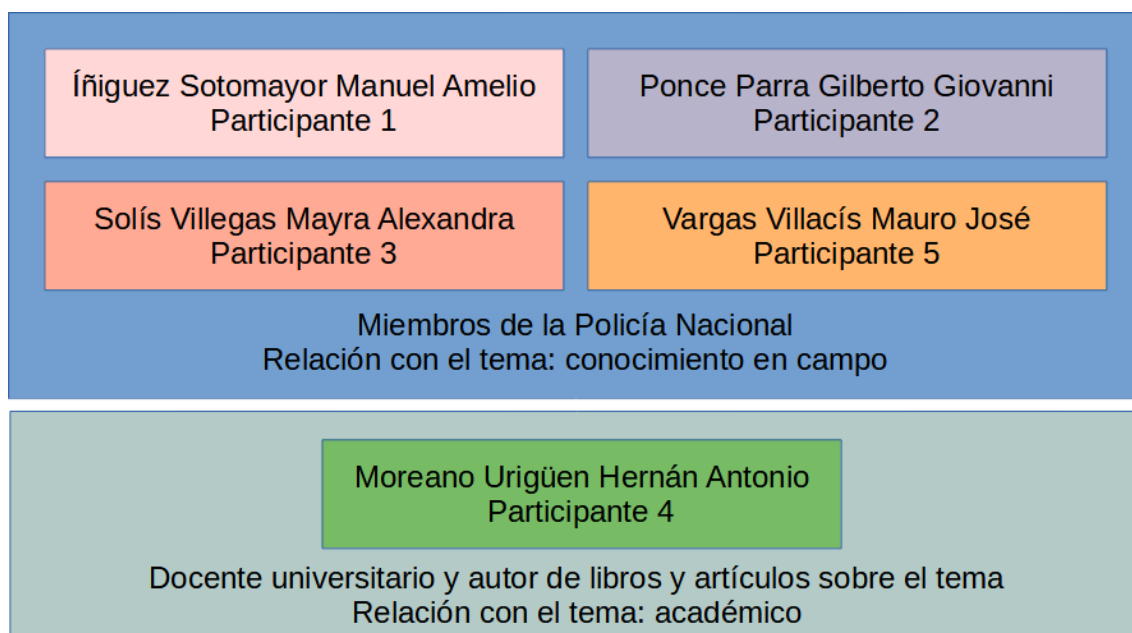 Íñiguez Sotomayor Manuel Amelio
Participante 1
Ponce Parra Gilberto Giovanni
Participante 2
Solís Villegas Mayra Alexandra
Participante 3
Vargas Villacís Mauro José
Participante 5
Miembros de la Policía Nacional
Relación con el tema: conocimiento en campo
Moreano Urigüen Hernán Antonio
Participante 4
Docente universitario y autor de libros y artículos sobre el tema
Relación con el tema: académico